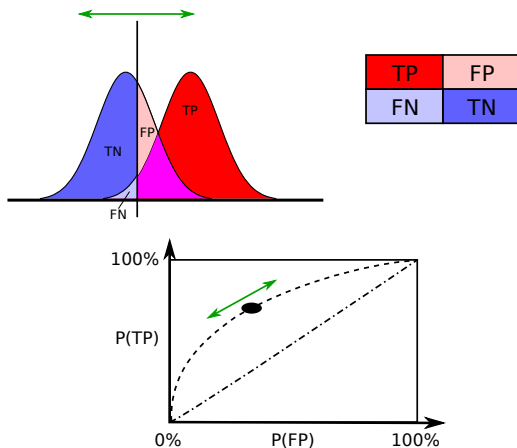 TN
FP
TP
FN
TP FP
FN TN
100%
P(TP)
0% P(FP) 100%